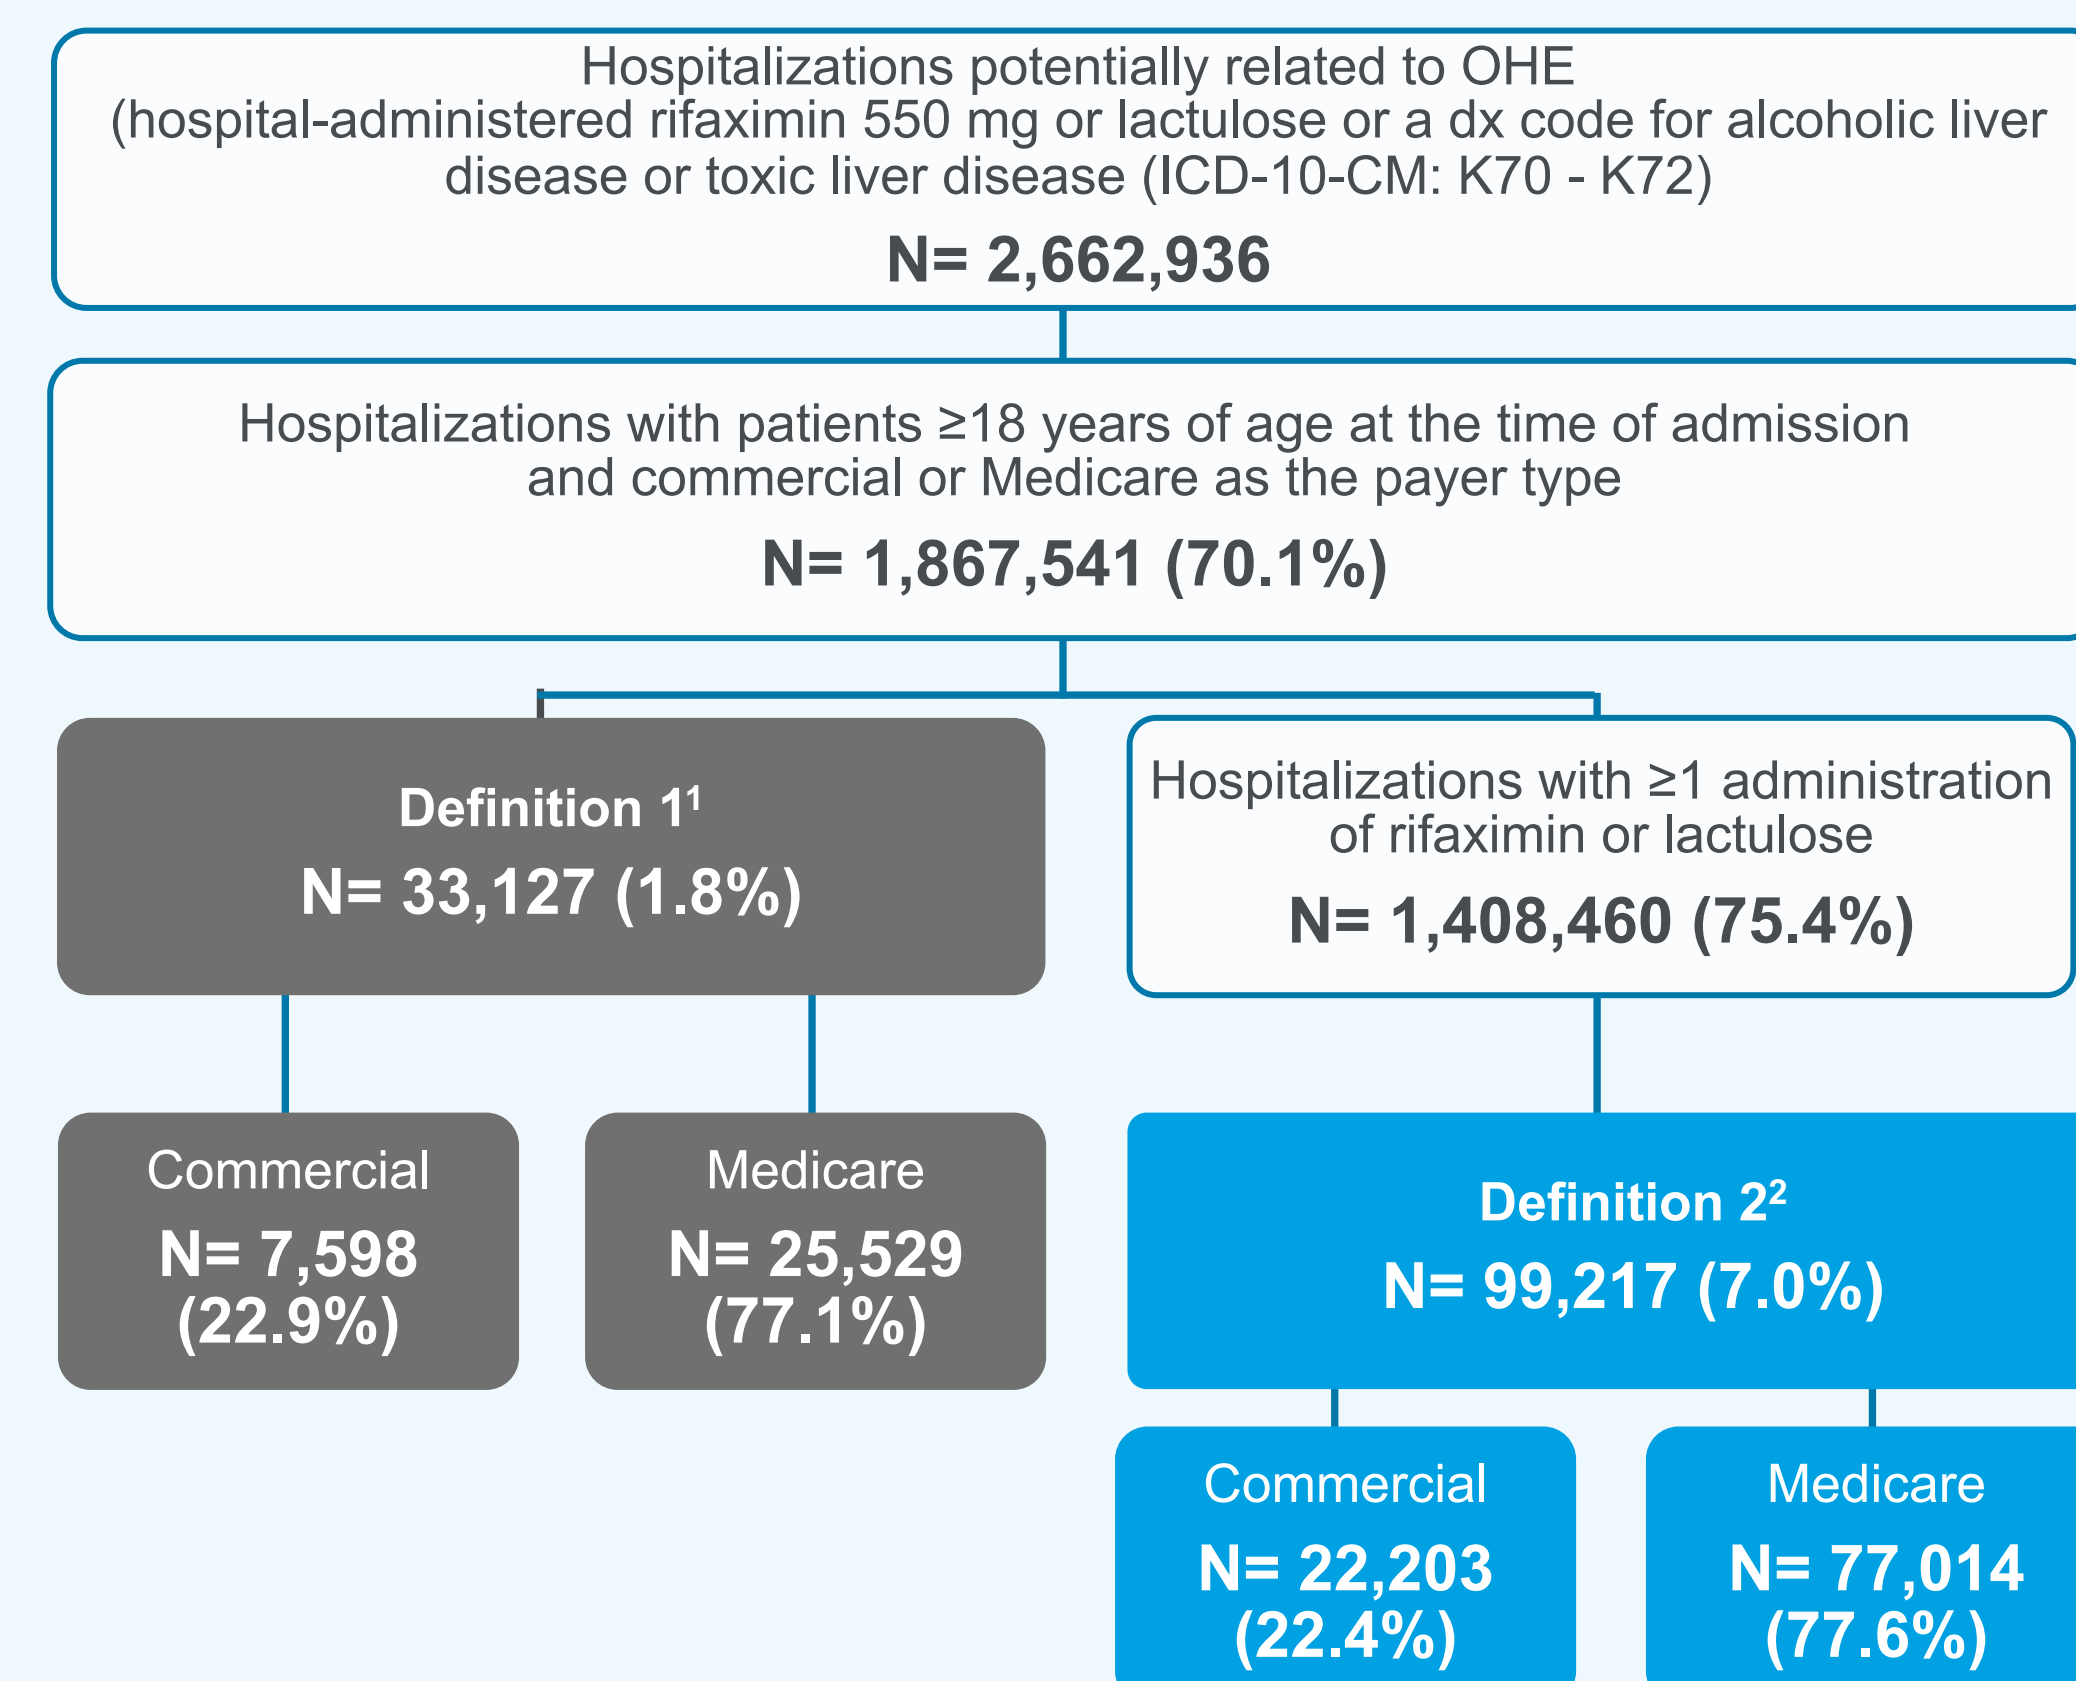 Hospitalizations potentially related to OHE
(hospital-administered rifaximin 550 mg or lactulose or a dx code for alcoholic liver
disease or toxic liver disease (ICD-10-CM: K70 - K72)
N= 2,662,936
Hospitalizations with patients ≥18 years of age at the time of admission
and commercial or Medicare as the payer type
N= 1,867,541 (70.1%)
Definition 1¹
N= 33,127 (1.8%)
Hospitalizations with ≥1 administration
of rifaximin or lactulose
N= 1,408,460 (75.4%)
Commercial
N= 7,598
(22.9%)
Medicare
N= 25,529
(77.1%)
Definition 2²
N= 99,217 (7.0%)
Commercial
N= 22,203
(22.4%)
Medicare
N= 77,014
(77.6%)